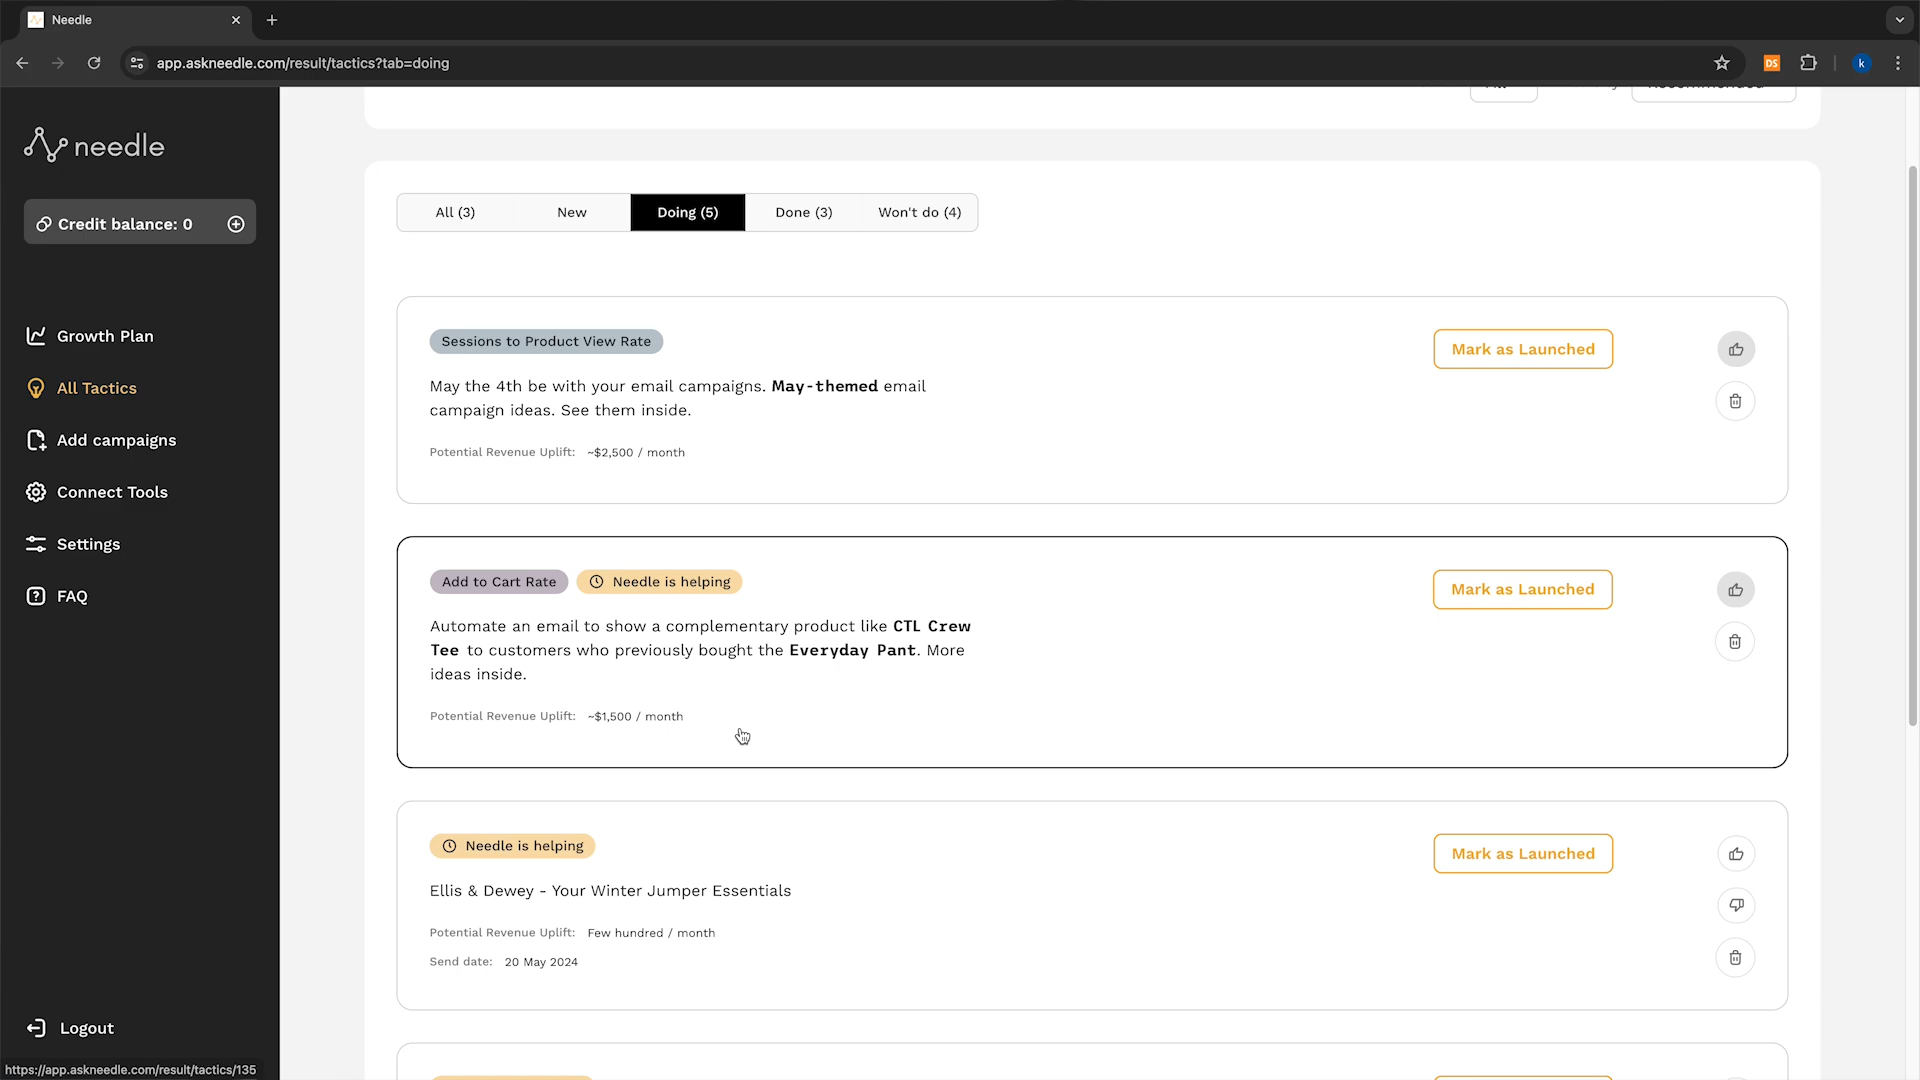 Needle
app.askneedle.com/result/tactics?tab=doing
DS
k
needle
Credit balance: 0
Growth Plan
All Tactics
Add campaigns
Connect Tools
Settings
FAQ
Logout
https://app.askneedle.com/result/tactics/135
All (3)
New
Doing (5)
Done (3)
Won't do (4)
Sessions to Product View Rate
Mark as Launched
May the 4th be with your email campaigns. May-themed email
campaign ideas. See them inside.
Potential Revenue Uplift: ~$2,500 / month
Add to Cart Rate
Needle is helping
Mark as Launched
Automate an email to show a complementary product like CTL Crew
Tee to customers who previously bought the Everyday Pant. More
ideas inside.
Potential Revenue Uplift: ~$1,500 / month
Needle is helping
Mark as Launched
Ellis & Dewey - Your Winter Jumper Essentials
Potential Revenue Uplift: Few hundred / month
Send date: 20 May 2024